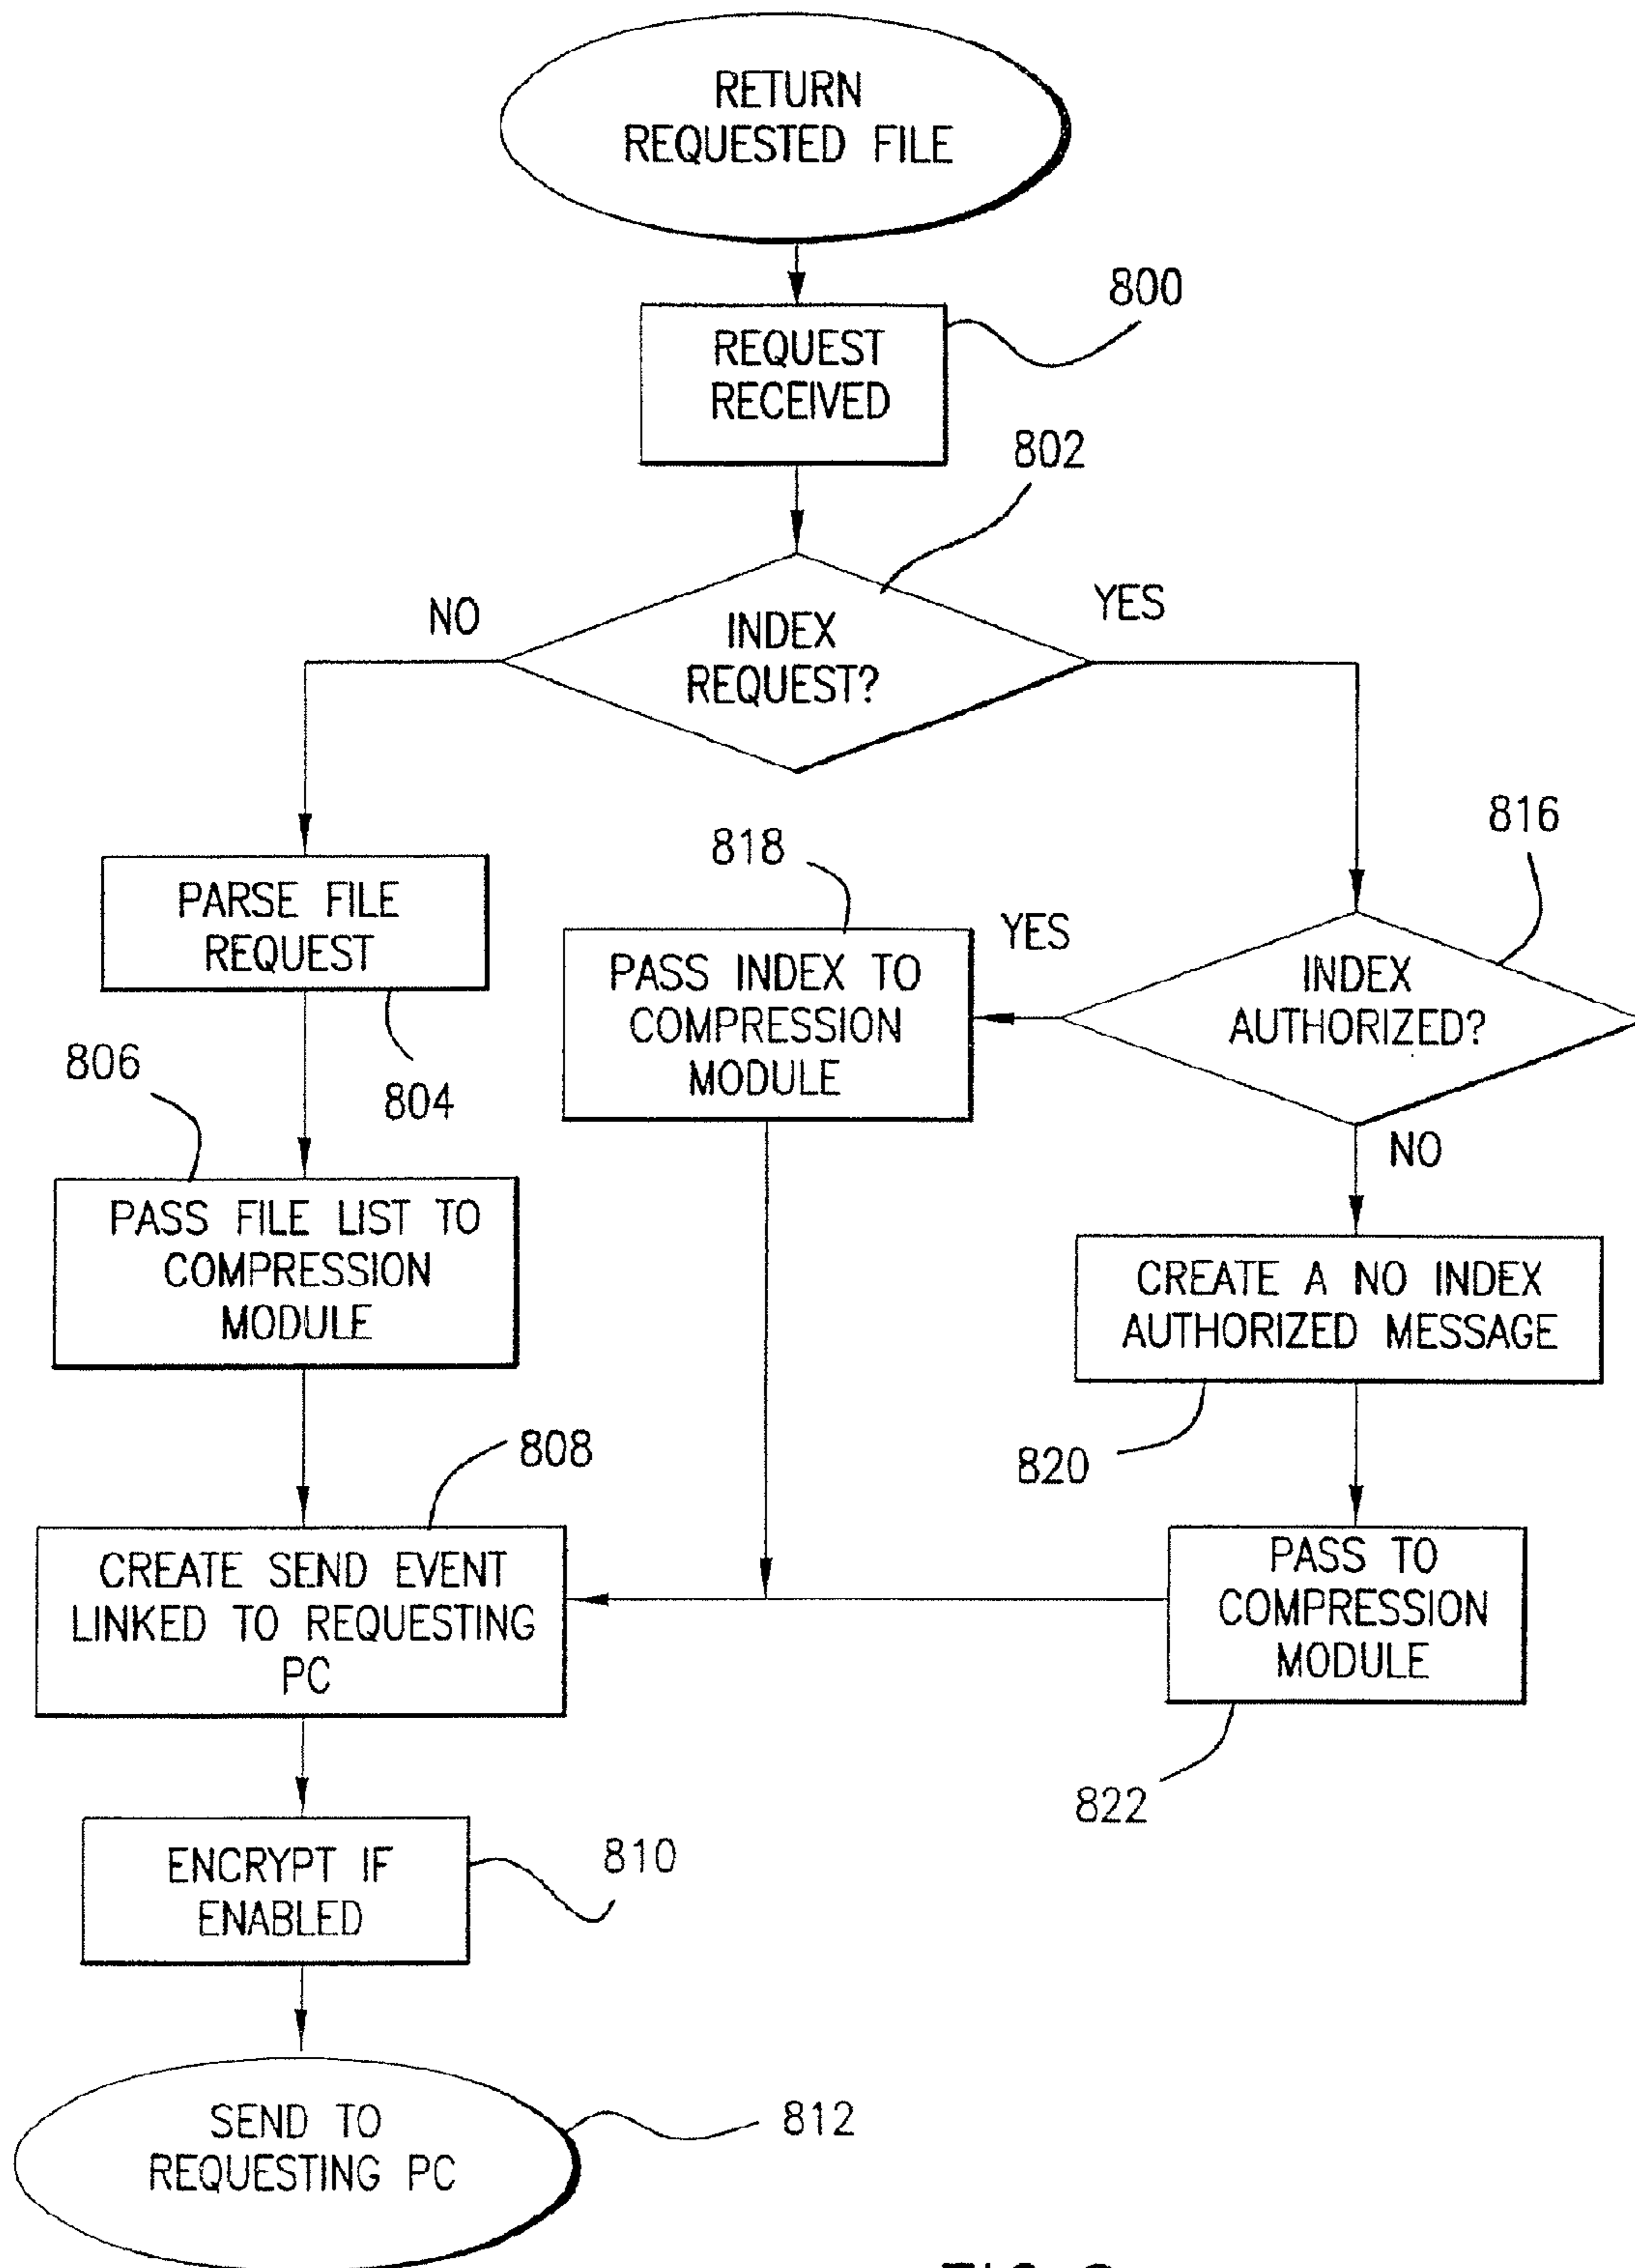 RETURN
REQUESTED FILE
800
REQUEST
RECEIVED
802
NO
INDEX
REQUEST?
YES
816
818
PARSE FILE
REQUEST
YES
PASS INDEX TO
COMPRESSION
MODULE
INDEX
AUTHORIZED?
806
804
NO
PASS FILE LIST TO
COMPRESSION
MODULE
CREATE A NO INDEX
AUTHORIZED MESSAGE
808
820
CREATE SEND EVENT
LINKED TO REQUESTING
PC
PASS TO
COMPRESSION
MODULE
822
ENCRYPT IF
ENABLED
810
SEND TO
REQUESTING PC
812